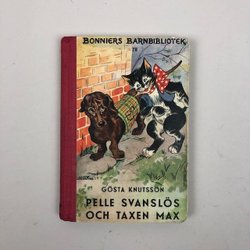 BONNIERS BARNBIBLIOTEK
GÖSTA KNUTSSON
PELLE SVANSLÖS
OCH TAXEN MAX